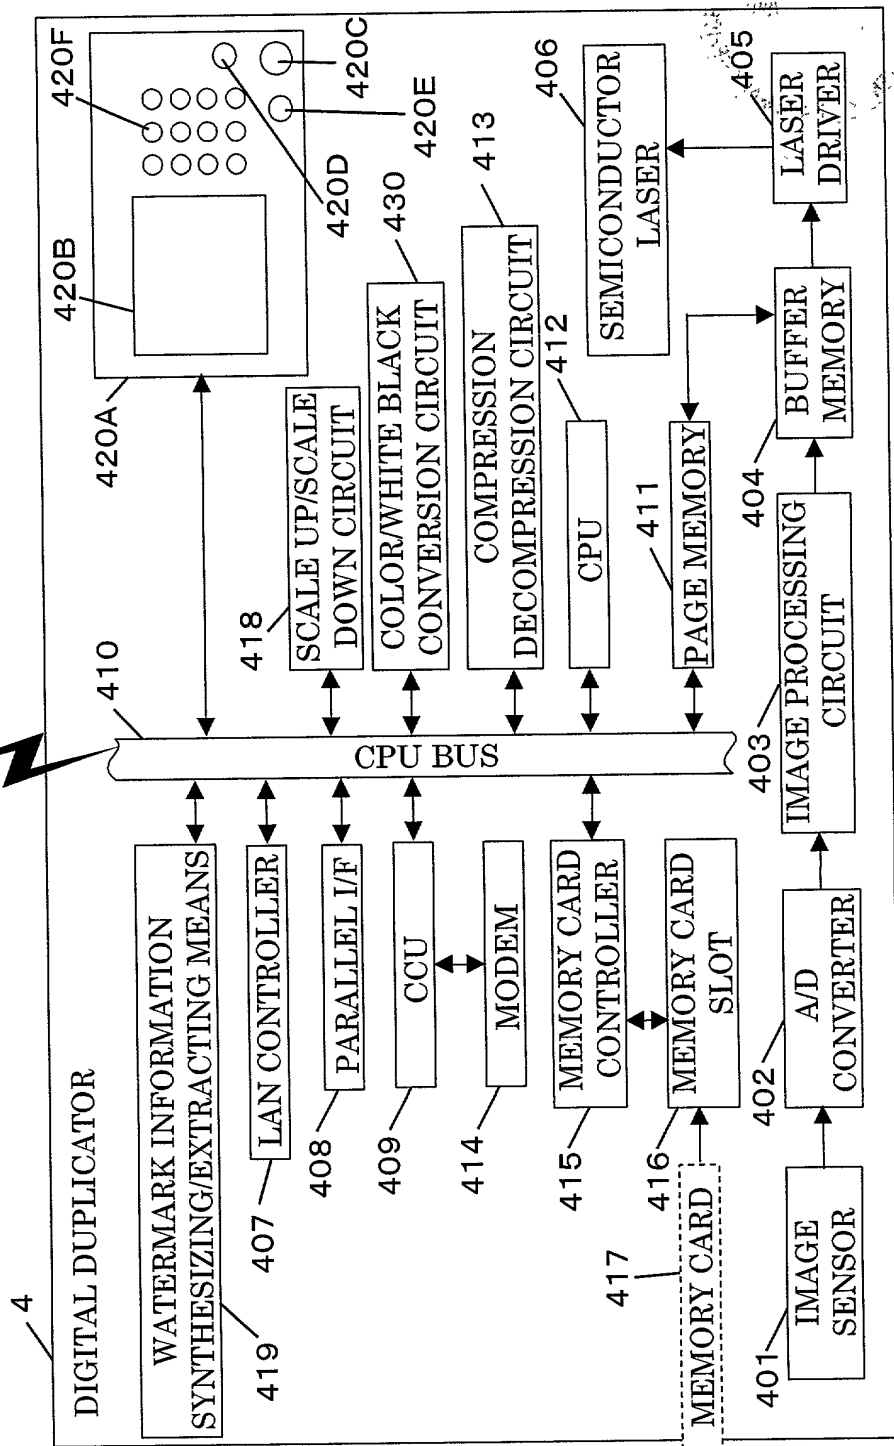 4
DIGITAL DUPLICATOR
WATERMARK INFORMATION
SYNTHESIZING/EXTRACTING MEANS
419
LAN CONTROLLER
407
PARALLEL I/F
408
CCU
409
MODEM
414
MEMORY CARD
CONTROLLER
415
MEMORY CARD
SLOT
416
MEMORY CARD
417
410
CPU BUS
420A
420B
420F
420D
420C
420E
SCALE UP/SCALE
DOWN CIRCUIT
418
COLOR/WHITE BLACK
CONVERSION CIRCUIT
430
COMPRESSION
DECOMPRESSION CIRCUIT
413
CPU
412
PAGE MEMORY
411
SEMICONDUCTOR
LASER
406
IMAGE
SENSOR
401
A/D
CONVERTER
402
IMAGE PROCESSING
CIRCUIT
403
BUFFER
MEMORY
404
LASER
DRIVER
405